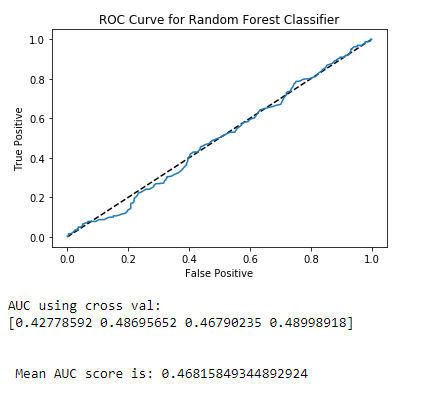 ROC Curve for Random Forest Classifier
1.0
0.8
0.6
0.4
0.2
0.0
True Positive
0.0 0.2 0.4 0.6 0.8 1.0
False Positive
AUC using cross val:
[0.42778592 0.48695652 0.46790235 0.48998918]
Mean AUC score is: 0.46815849344892924